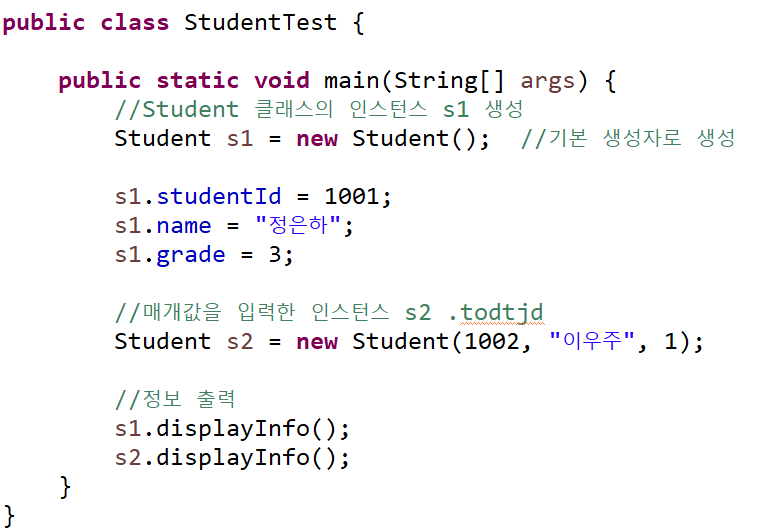 public class StudentTest {
public static void main(String[] args) {
//Student 클래스의 인스턴스 s1 생성
Student s1 = new Student();  //기본 생성자로 생성
s1.studentId = 1001;
s1.name = "정은하";
s1.grade = 3;
//매개값을 입력한 인스턴스 s2 .todtjd
Student s2 = new Student(1002, "이우주", 1);
//정보 출력
s1.displayInfo();
s2.displayInfo();
}
}